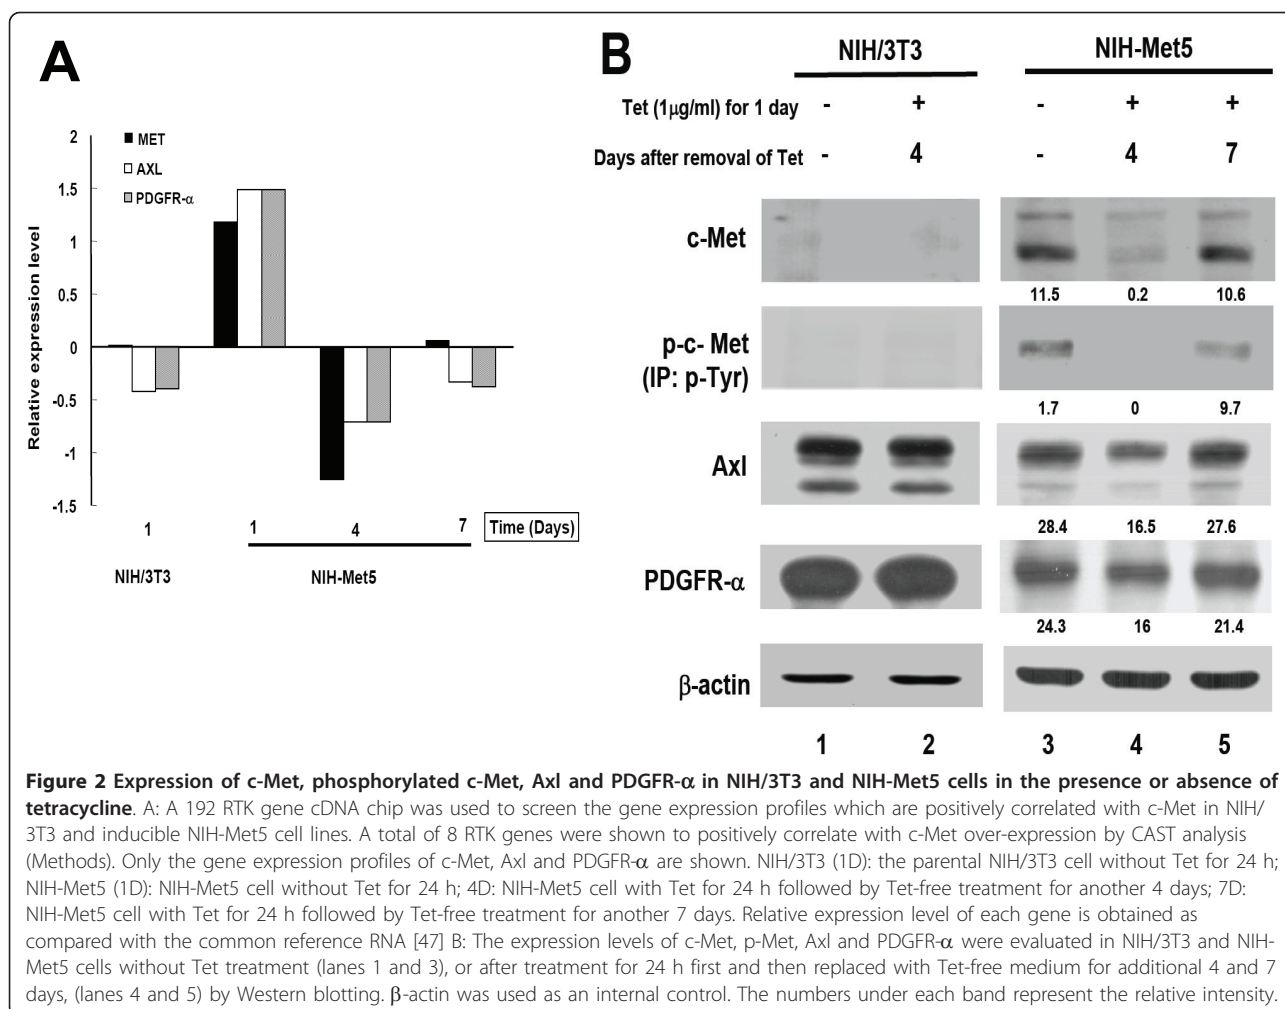 A
2
1.5
1
0.5
0
-0.5
-1
-1.5
Relative expression level
MET
AXL
PDGFR-α
1
1
4
7
Time (Days)
NIH/3T3
NIH-Met5
B
NIH/3T3
NIH-Met5
Tet (1μg/ml) for 1 day - + - + +
Days after removal of Tet - 4 - 4 7
c-Met
11.5 0.2 10.6
p-c- Met
(IP: p-Tyr)
1.7 0 9.7
Axl
28.4 16.5 27.6
PDGFR-α
24.3 16 21.4
β-actin
1 2 3 4 5
Figure 2 Expression of c-Met, phosphorylated c-Met, Axl and PDGFR-α in NIH/3T3 and NIH-Met5 cells in the presence or absence of
tetracycline. A: A 192 RTK gene cDNA chip was used to screen the gene expression profiles which are positively correlated with c-Met in NIH/
3T3 and inducible NIH-Met5 cell lines. A total of 8 RTK genes were shown to positively correlate with c-Met over-expression by CAST analysis
(Methods). Only the gene expression profiles of c-Met, Axl and PDGFR-α are shown. NIH/3T3 (1D): the parental NIH/3T3 cell without Tet for 24 h;
NIH-Met5 (1D): NIH-Met5 cell without Tet for 24 h; 4D: NIH-Met5 cell with Tet for 24 h followed by Tet-free treatment for another 4 days; 7D:
NIH-Met5 cell with Tet for 24 h followed by Tet-free treatment for another 7 days. Relative expression level of each gene is obtained as
compared with the common reference RNA [47] B: The expression levels of c-Met, p-Met, Axl and PDGFR-α were evaluated in NIH/3T3 and NIH-
Met5 cells without Tet treatment (lanes 1 and 3), or after treatment for 24 h first and then replaced with Tet-free medium for additional 4 and 7
days, (lanes 4 and 5) by Western blotting. β-actin was used as an internal control. The numbers under each band represent the relative intensity.